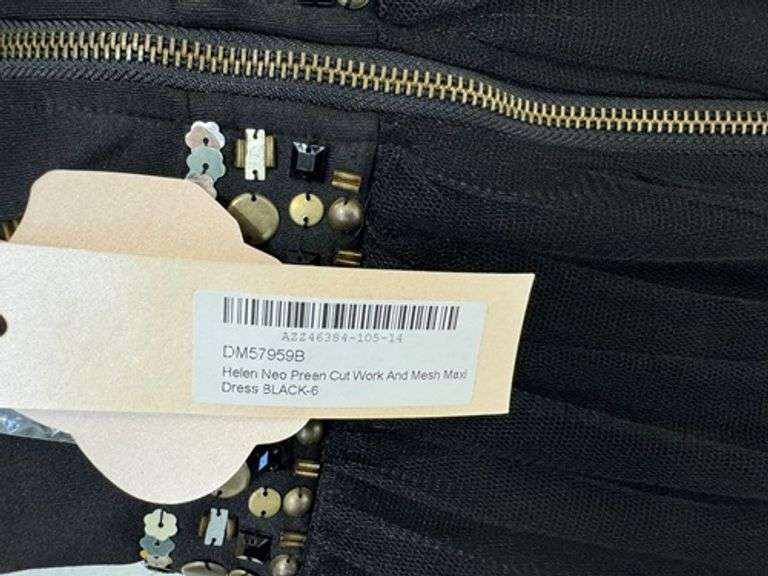 AZZ46384-105-14
DM57959B
Helen Neo Preen Cut Work And Mesh Maxi
Dress BLACK-6